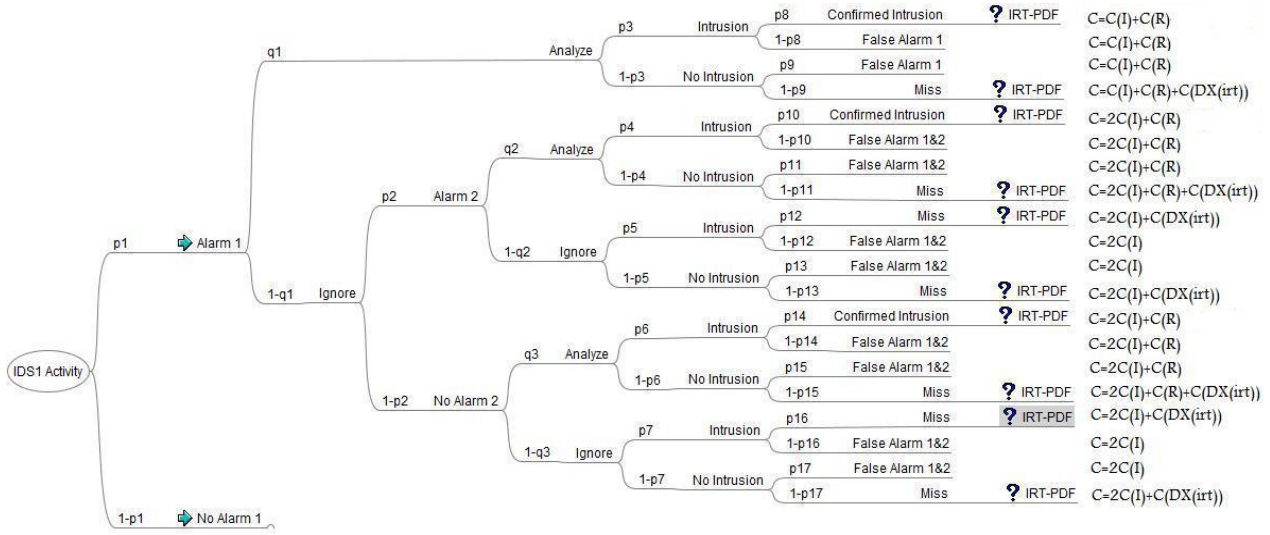 p8 Confirmed Intrusion ? IRT-PDF C=C(I)+C(R)
p3 Intrusion
1-p8 False Alarm 1 C=C(I)+C(R)
q1 Analyze
p9 False Alarm 1 C=C(I)+C(R)
1-p3 No Intrusion
1-p9 Miss ? IRT-PDF C=C(I)+C(R)+C(DX(irt))
p10 Confirmed Intrusion ? IRT-PDF C=2C(I)+C(R)
p4 Intrusion
1-p10 False Alarm 1&2 C=2C(I)+C(R)
q2 Analyze
p11 False Alarm 1&2 C=2C(I)+C(R)
1-p4 No Intrusion
1-p11 Miss ? IRT-PDF C=2C(I)+C(R)+C(DX(irt))
p2 Alarm 2
p12 Miss ? IRT-PDF C=2C(I)+C(DX(irt))
p5 Intrusion
1-p12 False Alarm 1&2 C=2C(I)
p1 Alarm 1
1-q2 Ignore
p13 False Alarm 1&2 C=2C(I)
1-p5 No Intrusion
1-p13 Miss ? IRT-PDF C=2C(I)+C(DX(irt))
1-q1 Ignore
p14 Confirmed Intrusion ? IRT-PDF C=2C(I)+C(R)
p6 Intrusion
1-p14 False Alarm 1&2 C=2C(I)+C(R)
q3 Analyze
p15 False Alarm 1&2 C=2C(I)+C(R)
IDS1 Activity
1-p6 No Intrusion
1-p15 Miss ? IRT-PDF C=2C(I)+C(R)+C(DX(irt))
1-p2 No Alarm 2
p16 Miss ? IRT-PDF C=2C(I)+C(DX(irt))
p7 Intrusion
1-p16 False Alarm 1&2 C=2C(I)
1-q3 Ignore
p17 False Alarm 1&2 C=2C(I)
1-p7 No Intrusion
1-p17 Miss ? IRT-PDF C=2C(I)+C(DX(irt))
1-p1 No Alarm 1